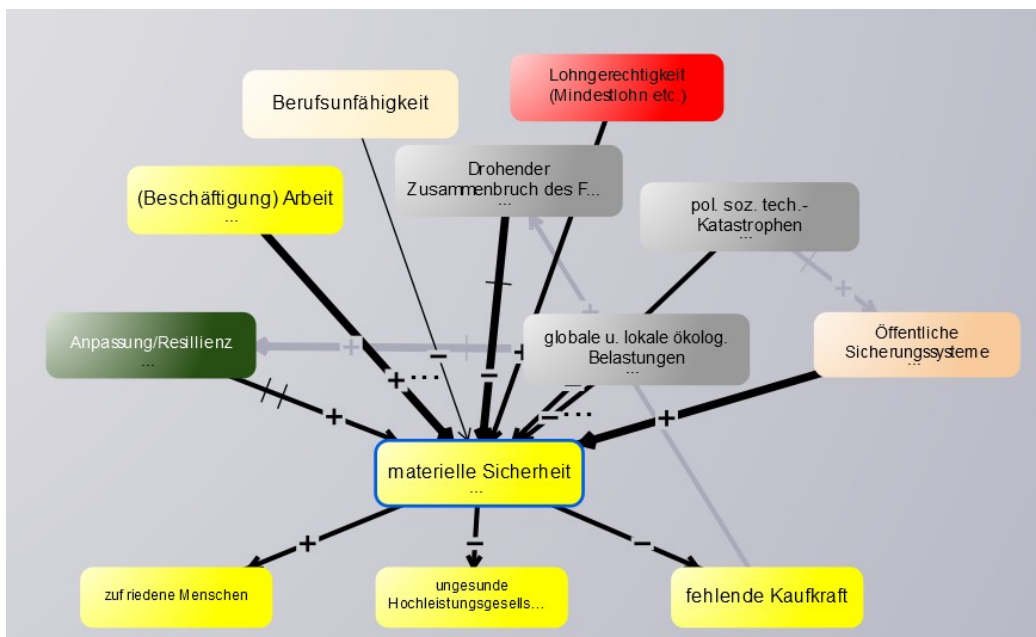 Lohngerechtigkeit
(Mindestlohn etc.)
Berufsunfähigkeit
Drohender
Zusammenbruch des F...
...
(Beschäftigung) Arbeit
...
pol. soz. tech.-
Katastrophen
...
Anpassung/Resillienz
...
globale u. lokale ökolog.
Belastungen
...
Öffentliche
Sicherungssysteme
...
materielle Sicherheit
...
zufriedene Menschen
ungesunde
Hochleistungsgesells...
fehlende Kaufkraft